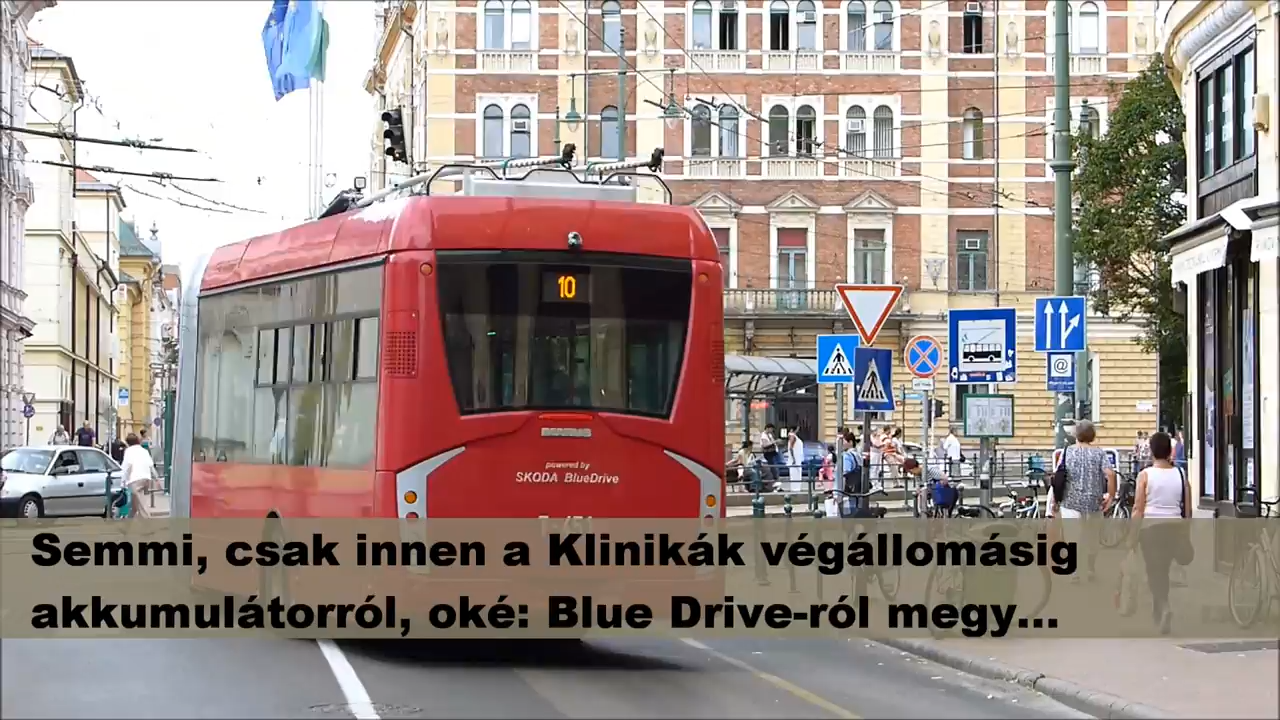 10
powered by
SKODA BlueDrive
@
Semmi, csak innen a Klinikák végállomásig
akkumulátorról, oké: Blue Drive-ról megy...